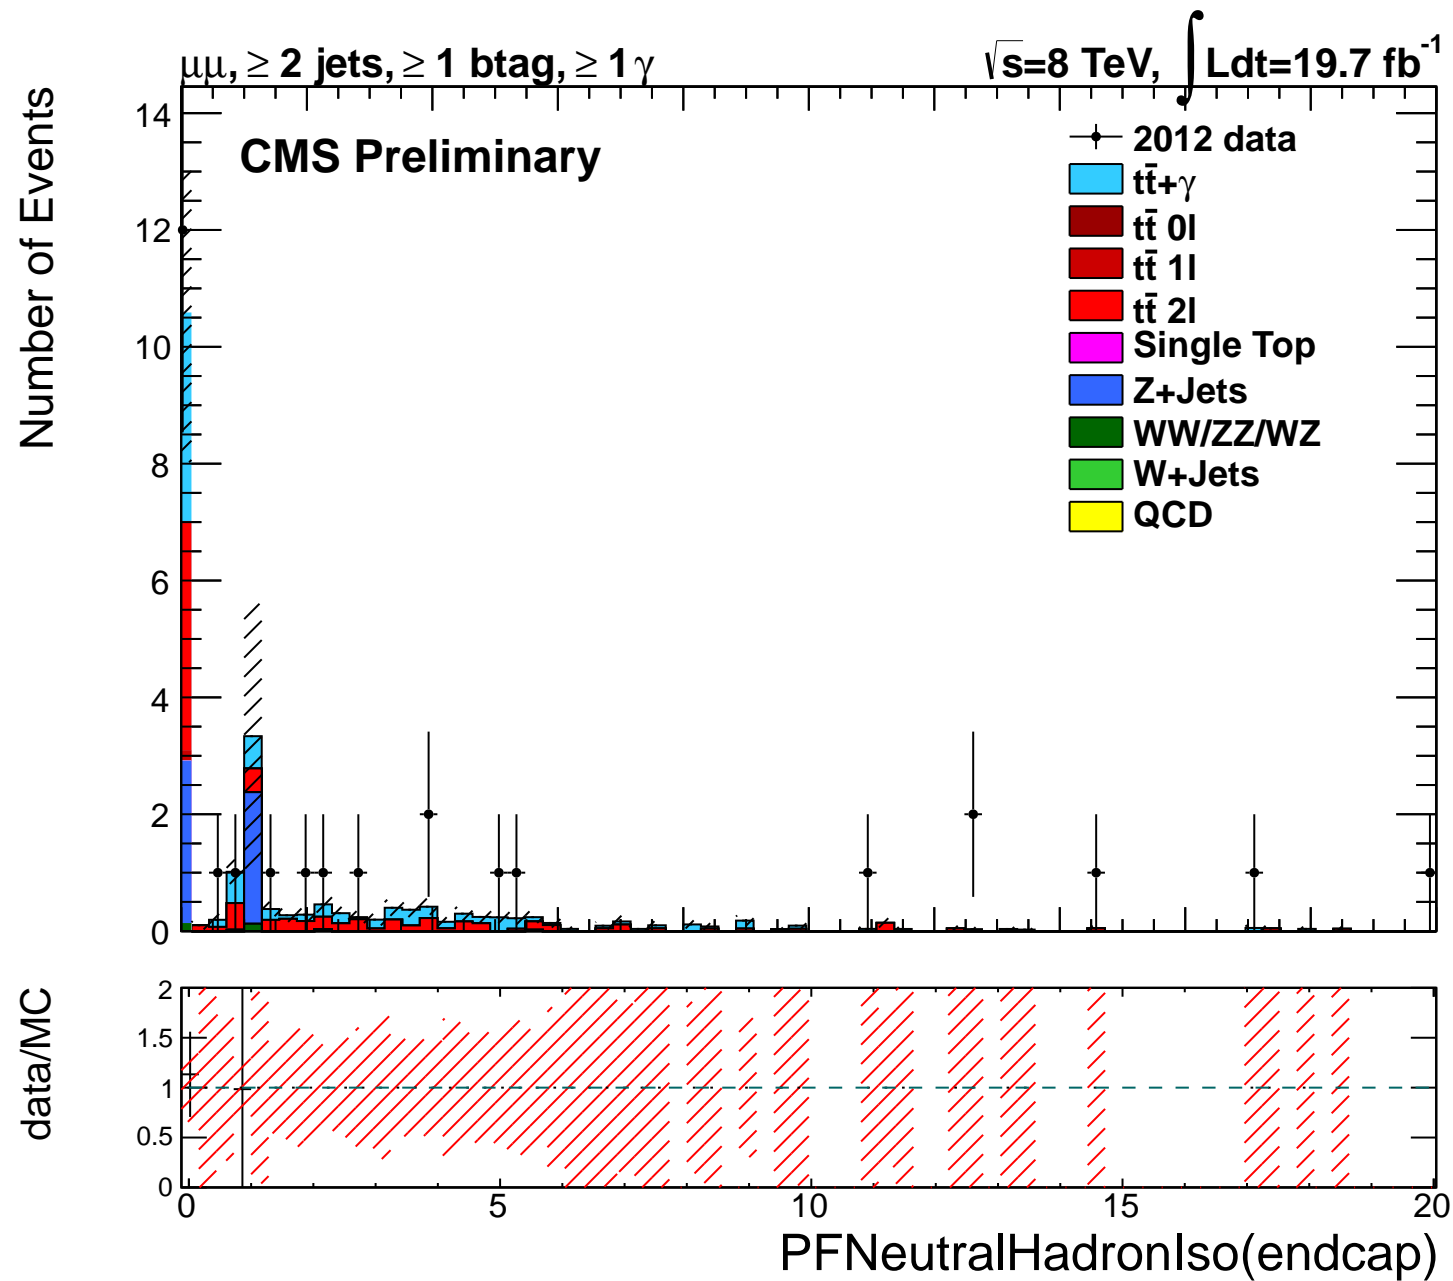 μμ, ≥ 2 jets, ≥ 1 btag, ≥ 1 γ
√s=8 TeV, ∫ Ldt=19.7 fb⁻¹
CMS Preliminary
2012 data
tt̄+γ
tt̄ 0l
tt̄ 1l
tt̄ 2l
Single Top
Z+Jets
WW/ZZ/WZ
W+Jets
QCD
Number of Events
14
12
10
8
6
4
2
0
data/MC
2
1.5
1
0.5
0
0 5 10 15 20
PFNeutralHadronIso(endcap)